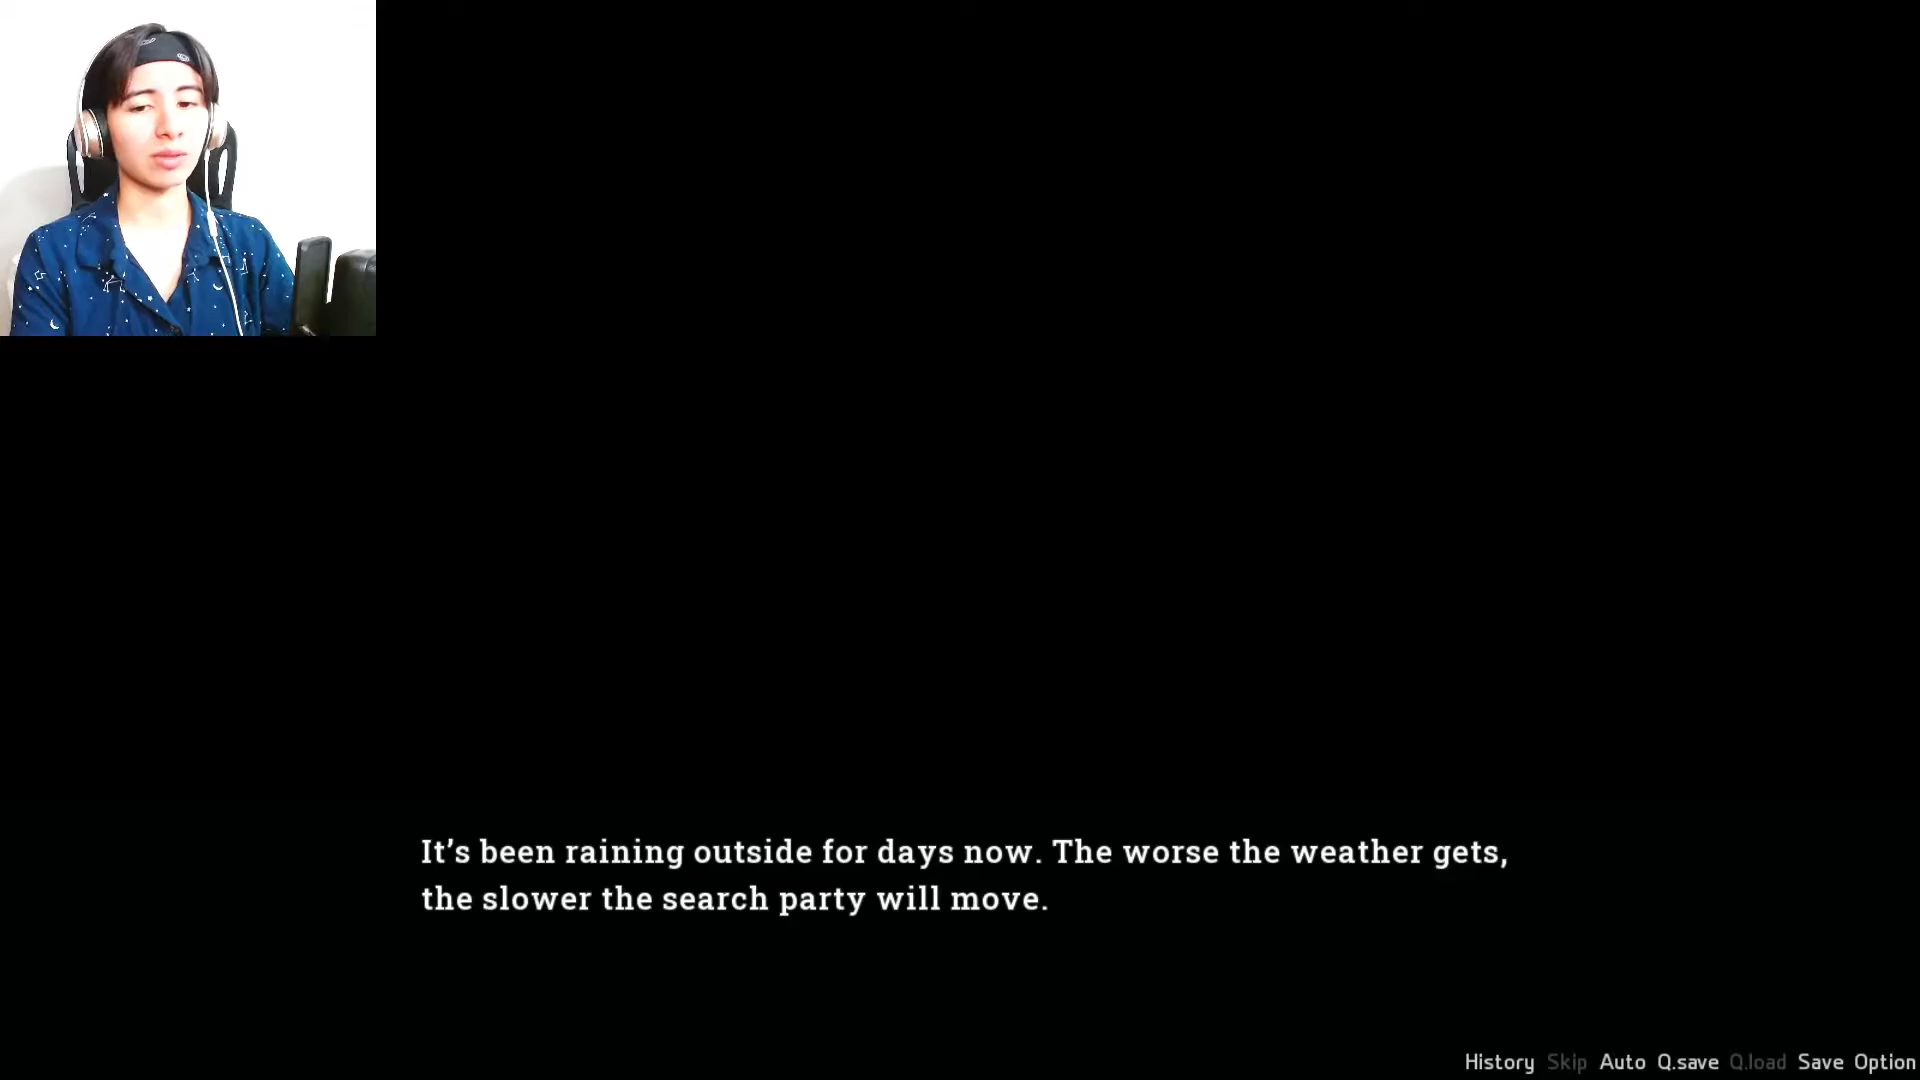 It’s been raining outside for days now. The worse the weather gets,
the slower the search party will move.
History Skip Auto Q.save Q.load Save Option